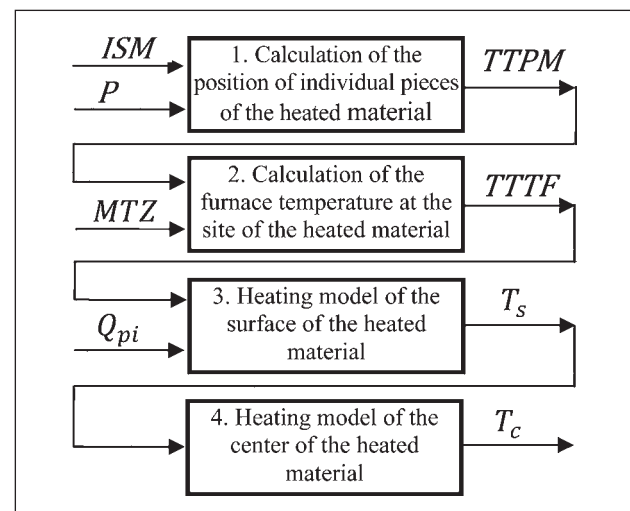 ISM
P
1. Calculation of the
position of individual pieces
of the heated material
TTPM
MTZ
2. Calculation of the
furnace temperature at the
site of the heated material
TTTF
Q_{pi}
3. Heating model of the
surface of the heated
material
T_s
4. Heating model of the
center of the heated
material
T_c